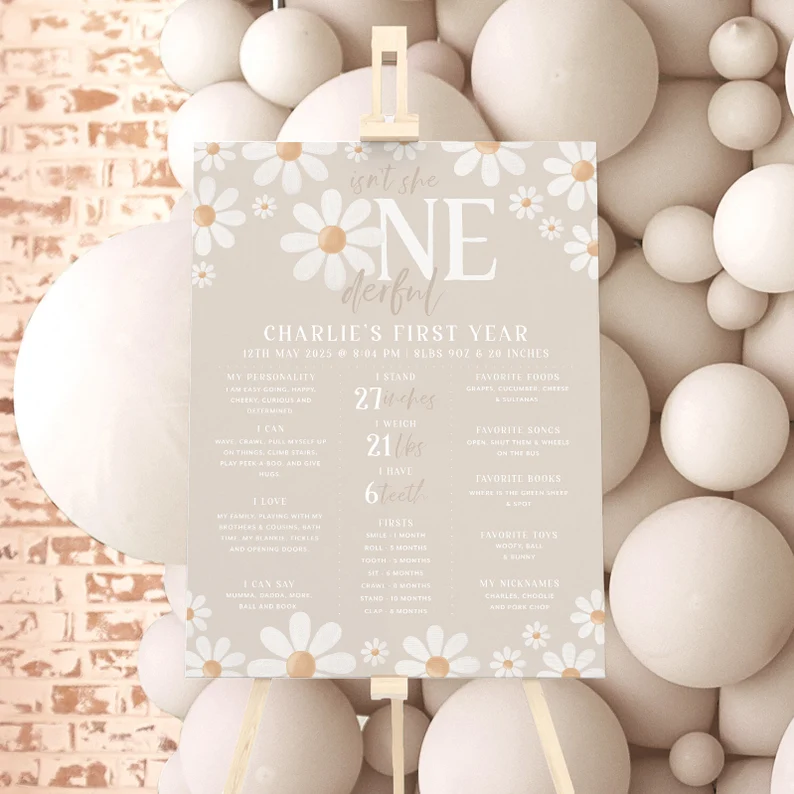 isn't she
ONE
derful
CHARLIE'S FIRST YEAR
12TH MAY 2025 @ 8:04 PM | 8LBS 9OZ & 20 INCHES
MY PERSONALITY
I AM EASY GOING, HAPPY,
CHEEKY, CURIOUS AND
DETERMINED.
I CAN
WAVE, CRAWL, PULL MYSELF UP
ON THINGS, CLIMB STAIRS,
PLAY PEEK-A-BOO, AND GIVE
HUGS.
I LOVE
MY FAMILY, PLAYING WITH MY
BROTHERS & COUSINS, BATH
TIME, MY BLANKIE, TICKLES
AND OPENING DOORS.
I CAN SAY
MUMMA, DADDA, MORE,
BALL AND BOOK
I STAND
27 inches
I WEIGH
21 lbs
I HAVE
6 teeth
FIRSTS
SMILE - 1 MONTH
ROLL - 3 MONTHS
TOOTH - 5 MONTHS
SIT - 6 MONTHS
CRAWL - 9 MONTHS
STAND - 10 MONTHS
CLAP - 8 MONTHS
FAVORITE FOODS
GRAPES, CUCUMBER, CHEESE
& SULTANAS
FAVORITE SONGS
OPEN, SHUT THEM & WHEELS
ON THE BUS
FAVORITE BOOKS
WHERE IS THE GREEN SHEEP
& SPOT
FAVORITE TOYS
WOOFY, BALL
& BUNNY
MY NICKNAMES
CHARLES, CHOOLIE
AND PORK CHOP